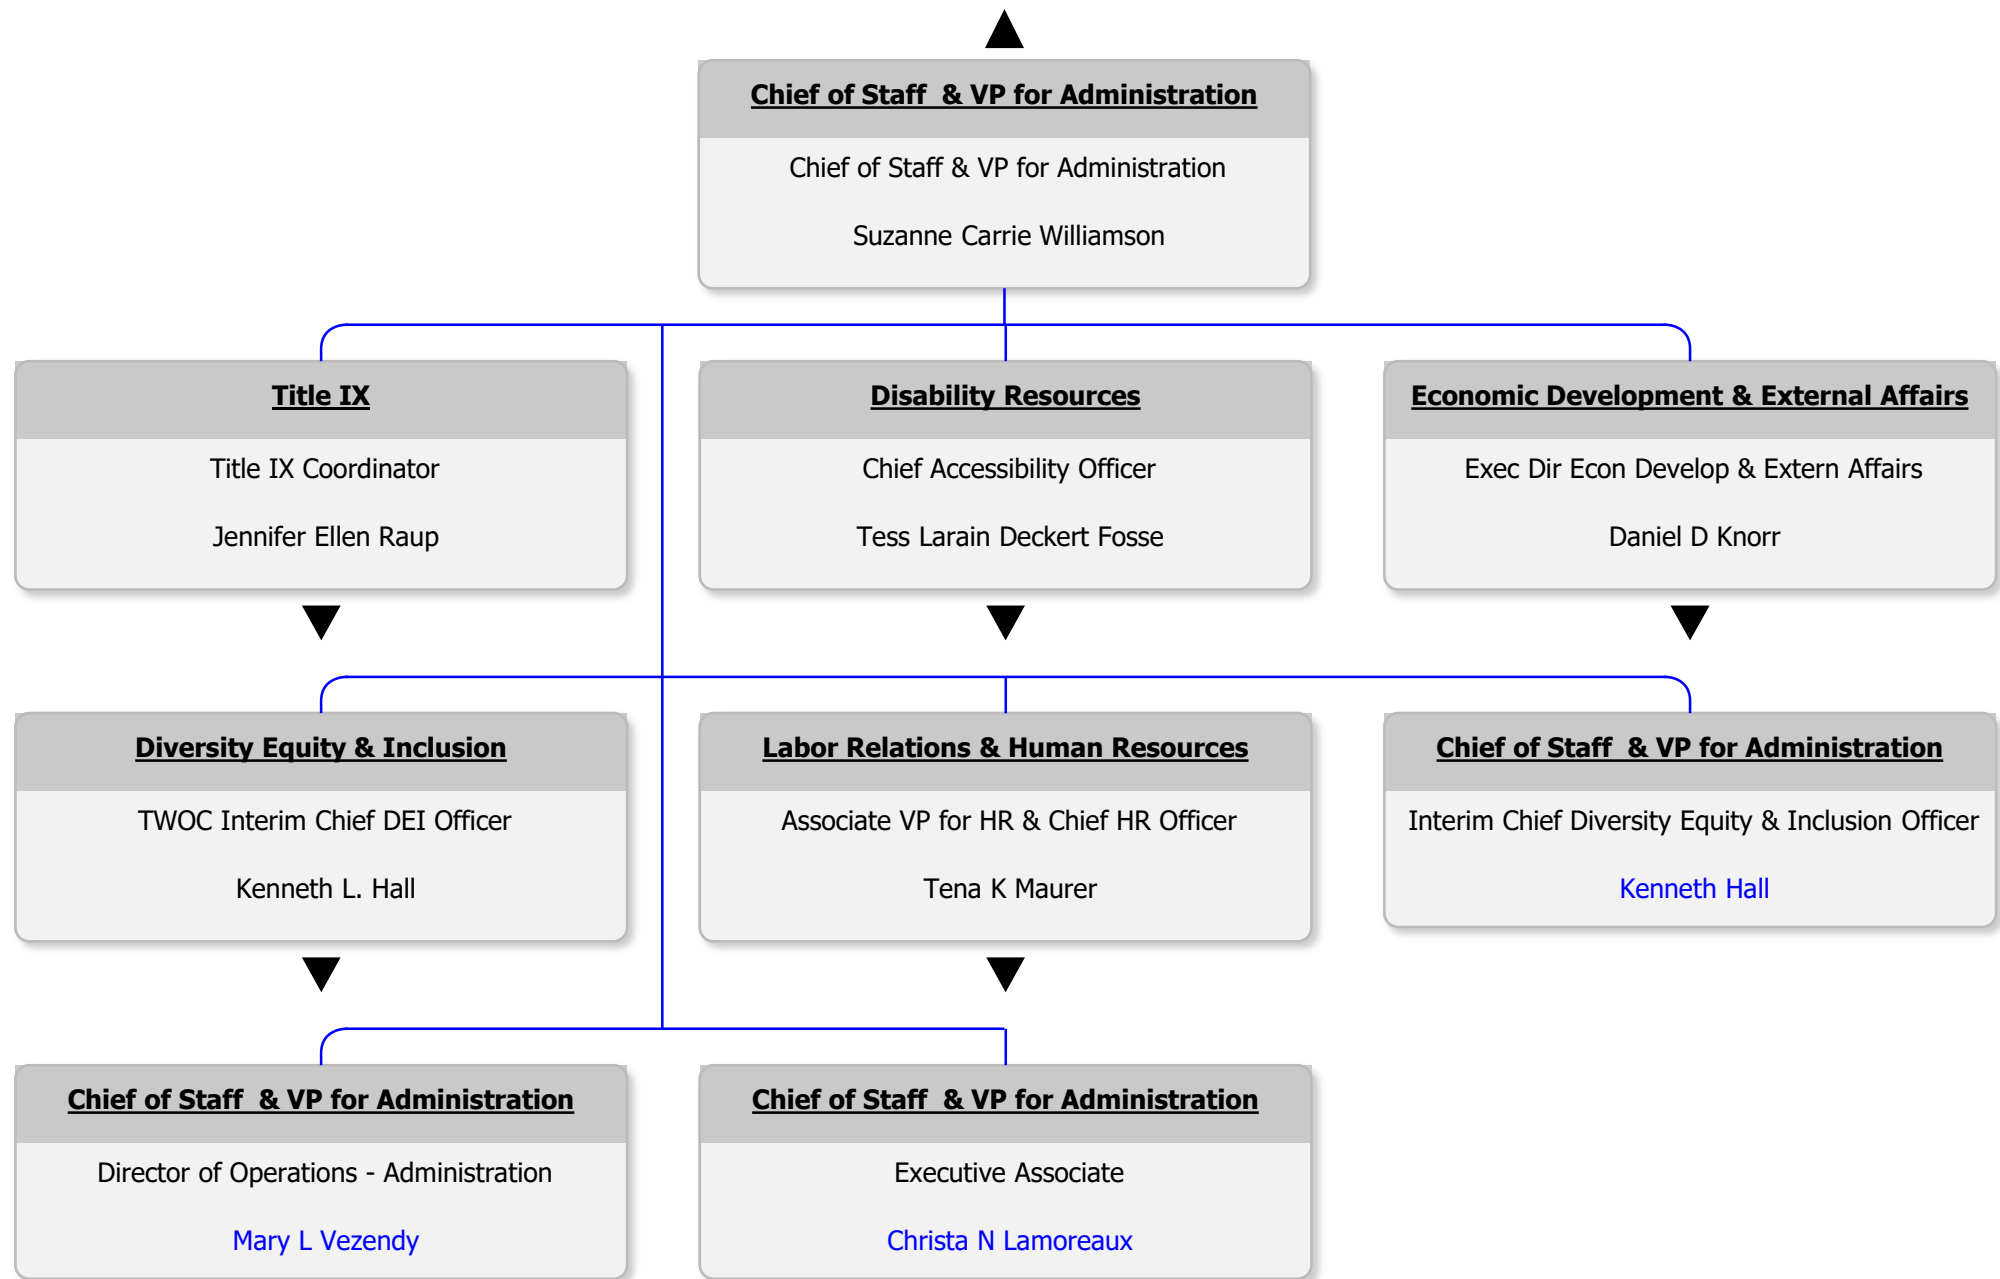 Chief of Staff  & VP for Administration
Chief of Staff & VP for Administration
Suzanne Carrie Williamson
Title IX
Title IX Coordinator
Jennifer Ellen Raup
Disability Resources
Chief Accessibility Officer
Tess Larain Deckert Fosse
Economic Development & External Affairs
Exec Dir Econ Develop & Extern Affairs
Daniel D Knorr
Diversity Equity & Inclusion
TWOC Interim Chief DEI Officer
Kenneth L. Hall
Labor Relations & Human Resources
Associate VP for HR & Chief HR Officer
Tena K Maurer
Chief of Staff  & VP for Administration
Interim Chief Diversity Equity & Inclusion Officer
Kenneth Hall
Chief of Staff  & VP for Administration
Director of Operations - Administration
Mary L Vezendy
Chief of Staff  & VP for Administration
Executive Associate
Christa N Lamoreaux